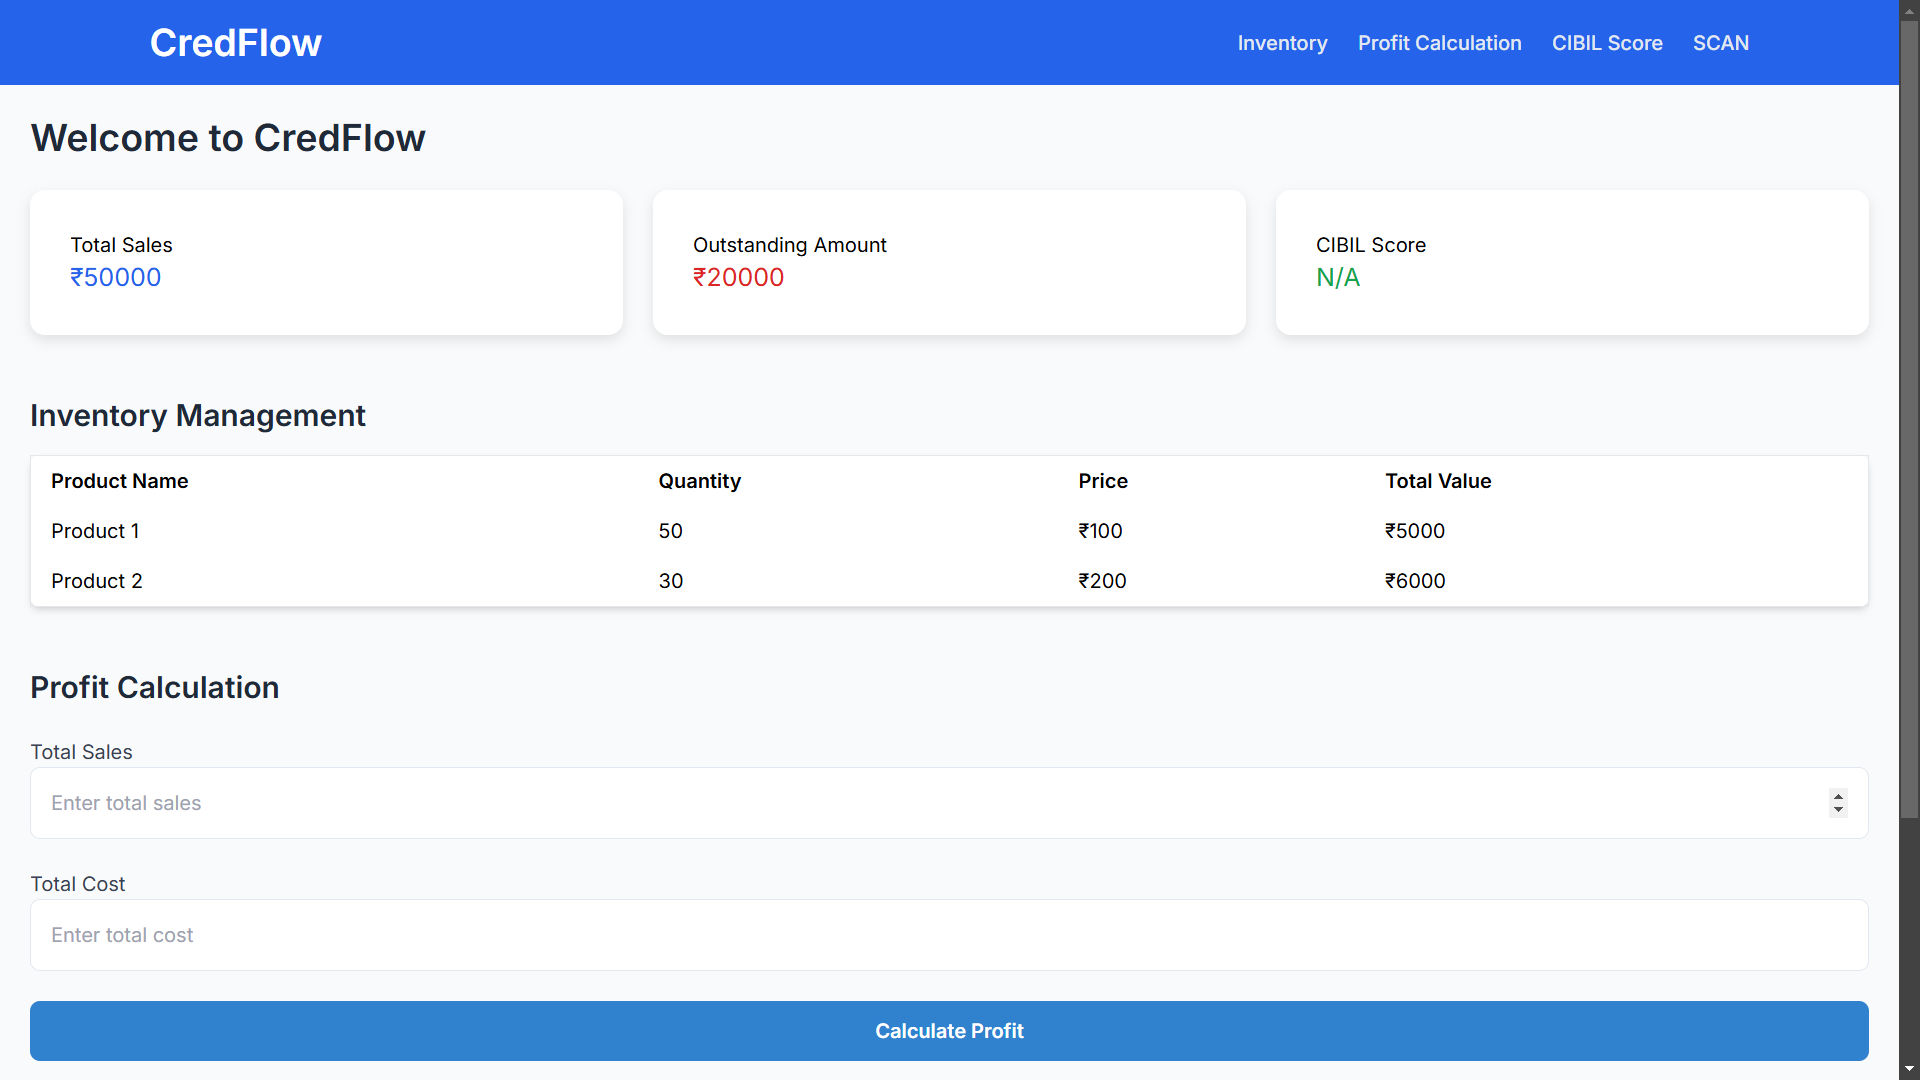 CredFlow Inventory Profit Calculation CIBIL Score SCAN
Welcome to CredFlow
Total Sales Outstanding Amount CIBIL Score
₹50000 ₹20000 N/A
Inventory Management
Product Name Quantity Price Total Value
Product 1 50 ₹100 ₹5000
Product 2 30 ₹200 ₹6000
Profit Calculation
Total Sales
Enter total sales
Total Cost
Enter total cost
Calculate Profit